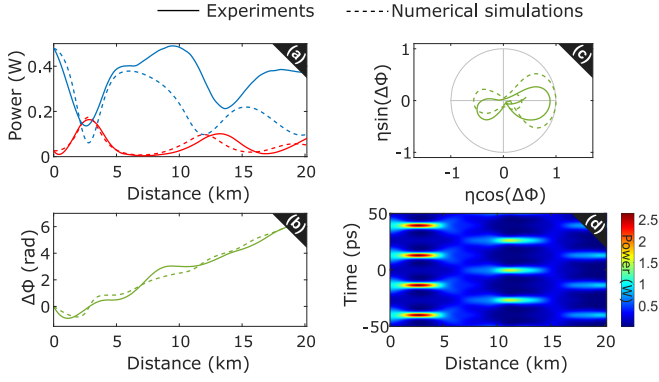 Experiments
Numerical simulations
(a)
Power (W)
0.4
0.2
0
0
5
10
15
20
Distance (km)
(c)
ηsin(ΔΦ)
1
0
-1
-1
0
1
ηcos(ΔΦ)
(b)
ΔΦ (rad)
6
4
2
0
0
5
10
15
20
Distance (km)
(d)
Time (ps)
50
0
-50
0
5
10
15
20
Distance (km)
Power (W)
2.5
2
1.5
1
0.5